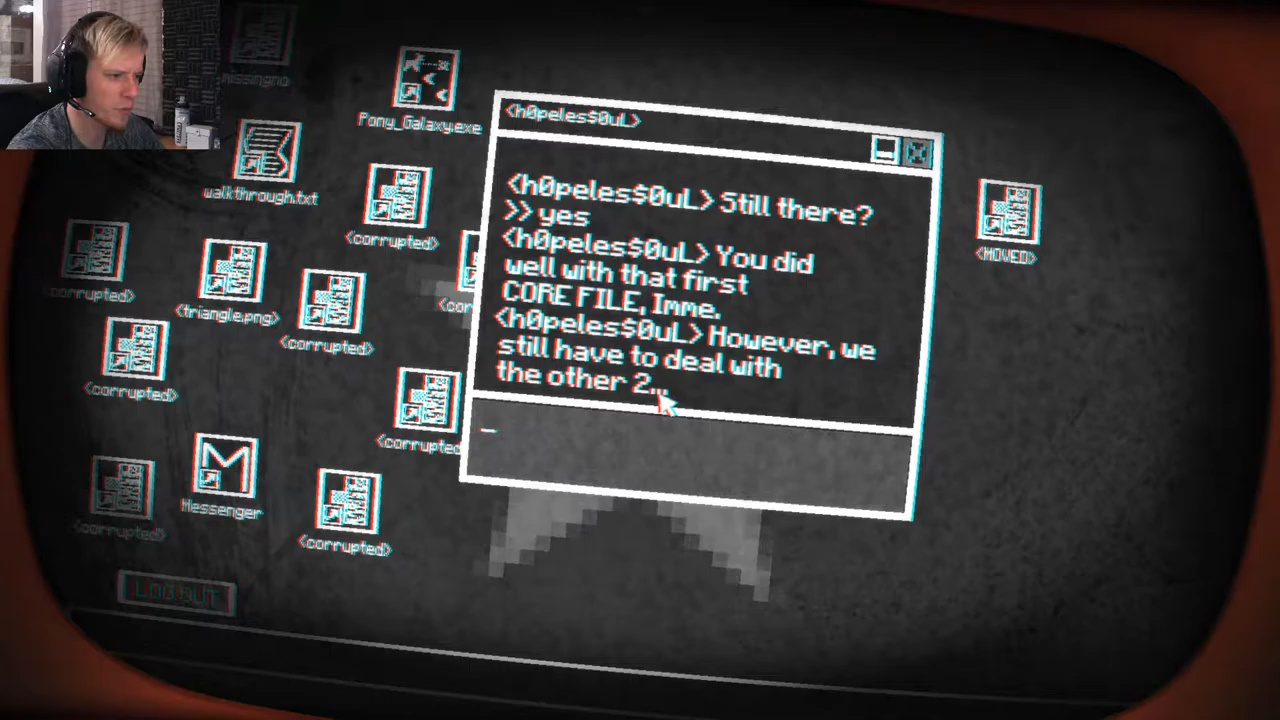 missingno
Pony_Galaxy.exe
walkthrough.txt
<corrupted>
<corrupted>
<triangle.png>
<corrupted>
<cor
<corrupted>
<corrupted
Messenger
<corrupted>
<corrupted>
LOG OUT
<h0peles$0uL>
<h0peles$0uL> Still there?
>> yes
<h0peles$0uL> You did
well with that first
CORE FILE, Imme.
<h0peles$0uL> However, we
still have to deal with
the other 2...
_
<MOVED>